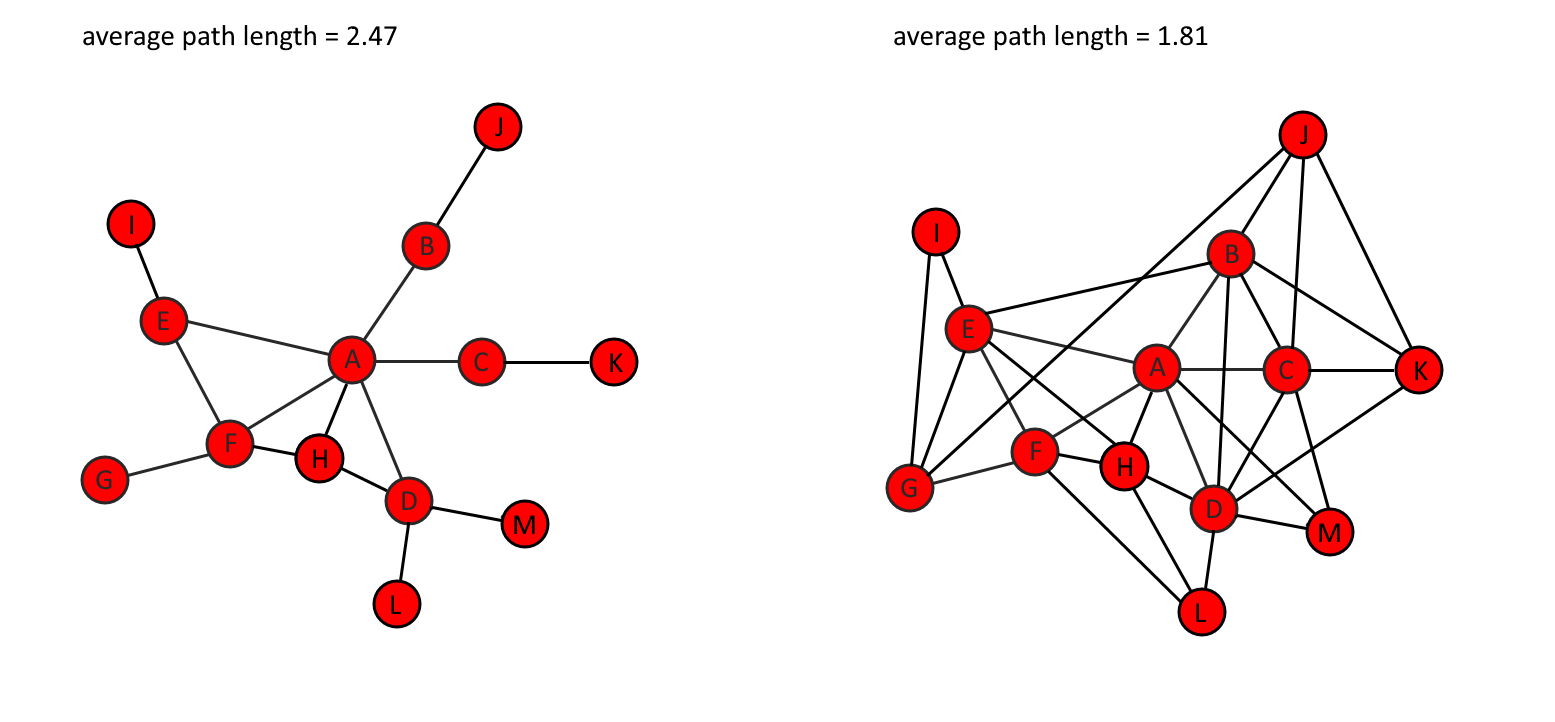 average path length = 2.47
average path length = 1.81
J
I
B
E
A
C
K
F
H
G
D
M
L
J
I
B
E
A
C
K
F
H
G
D
M
L